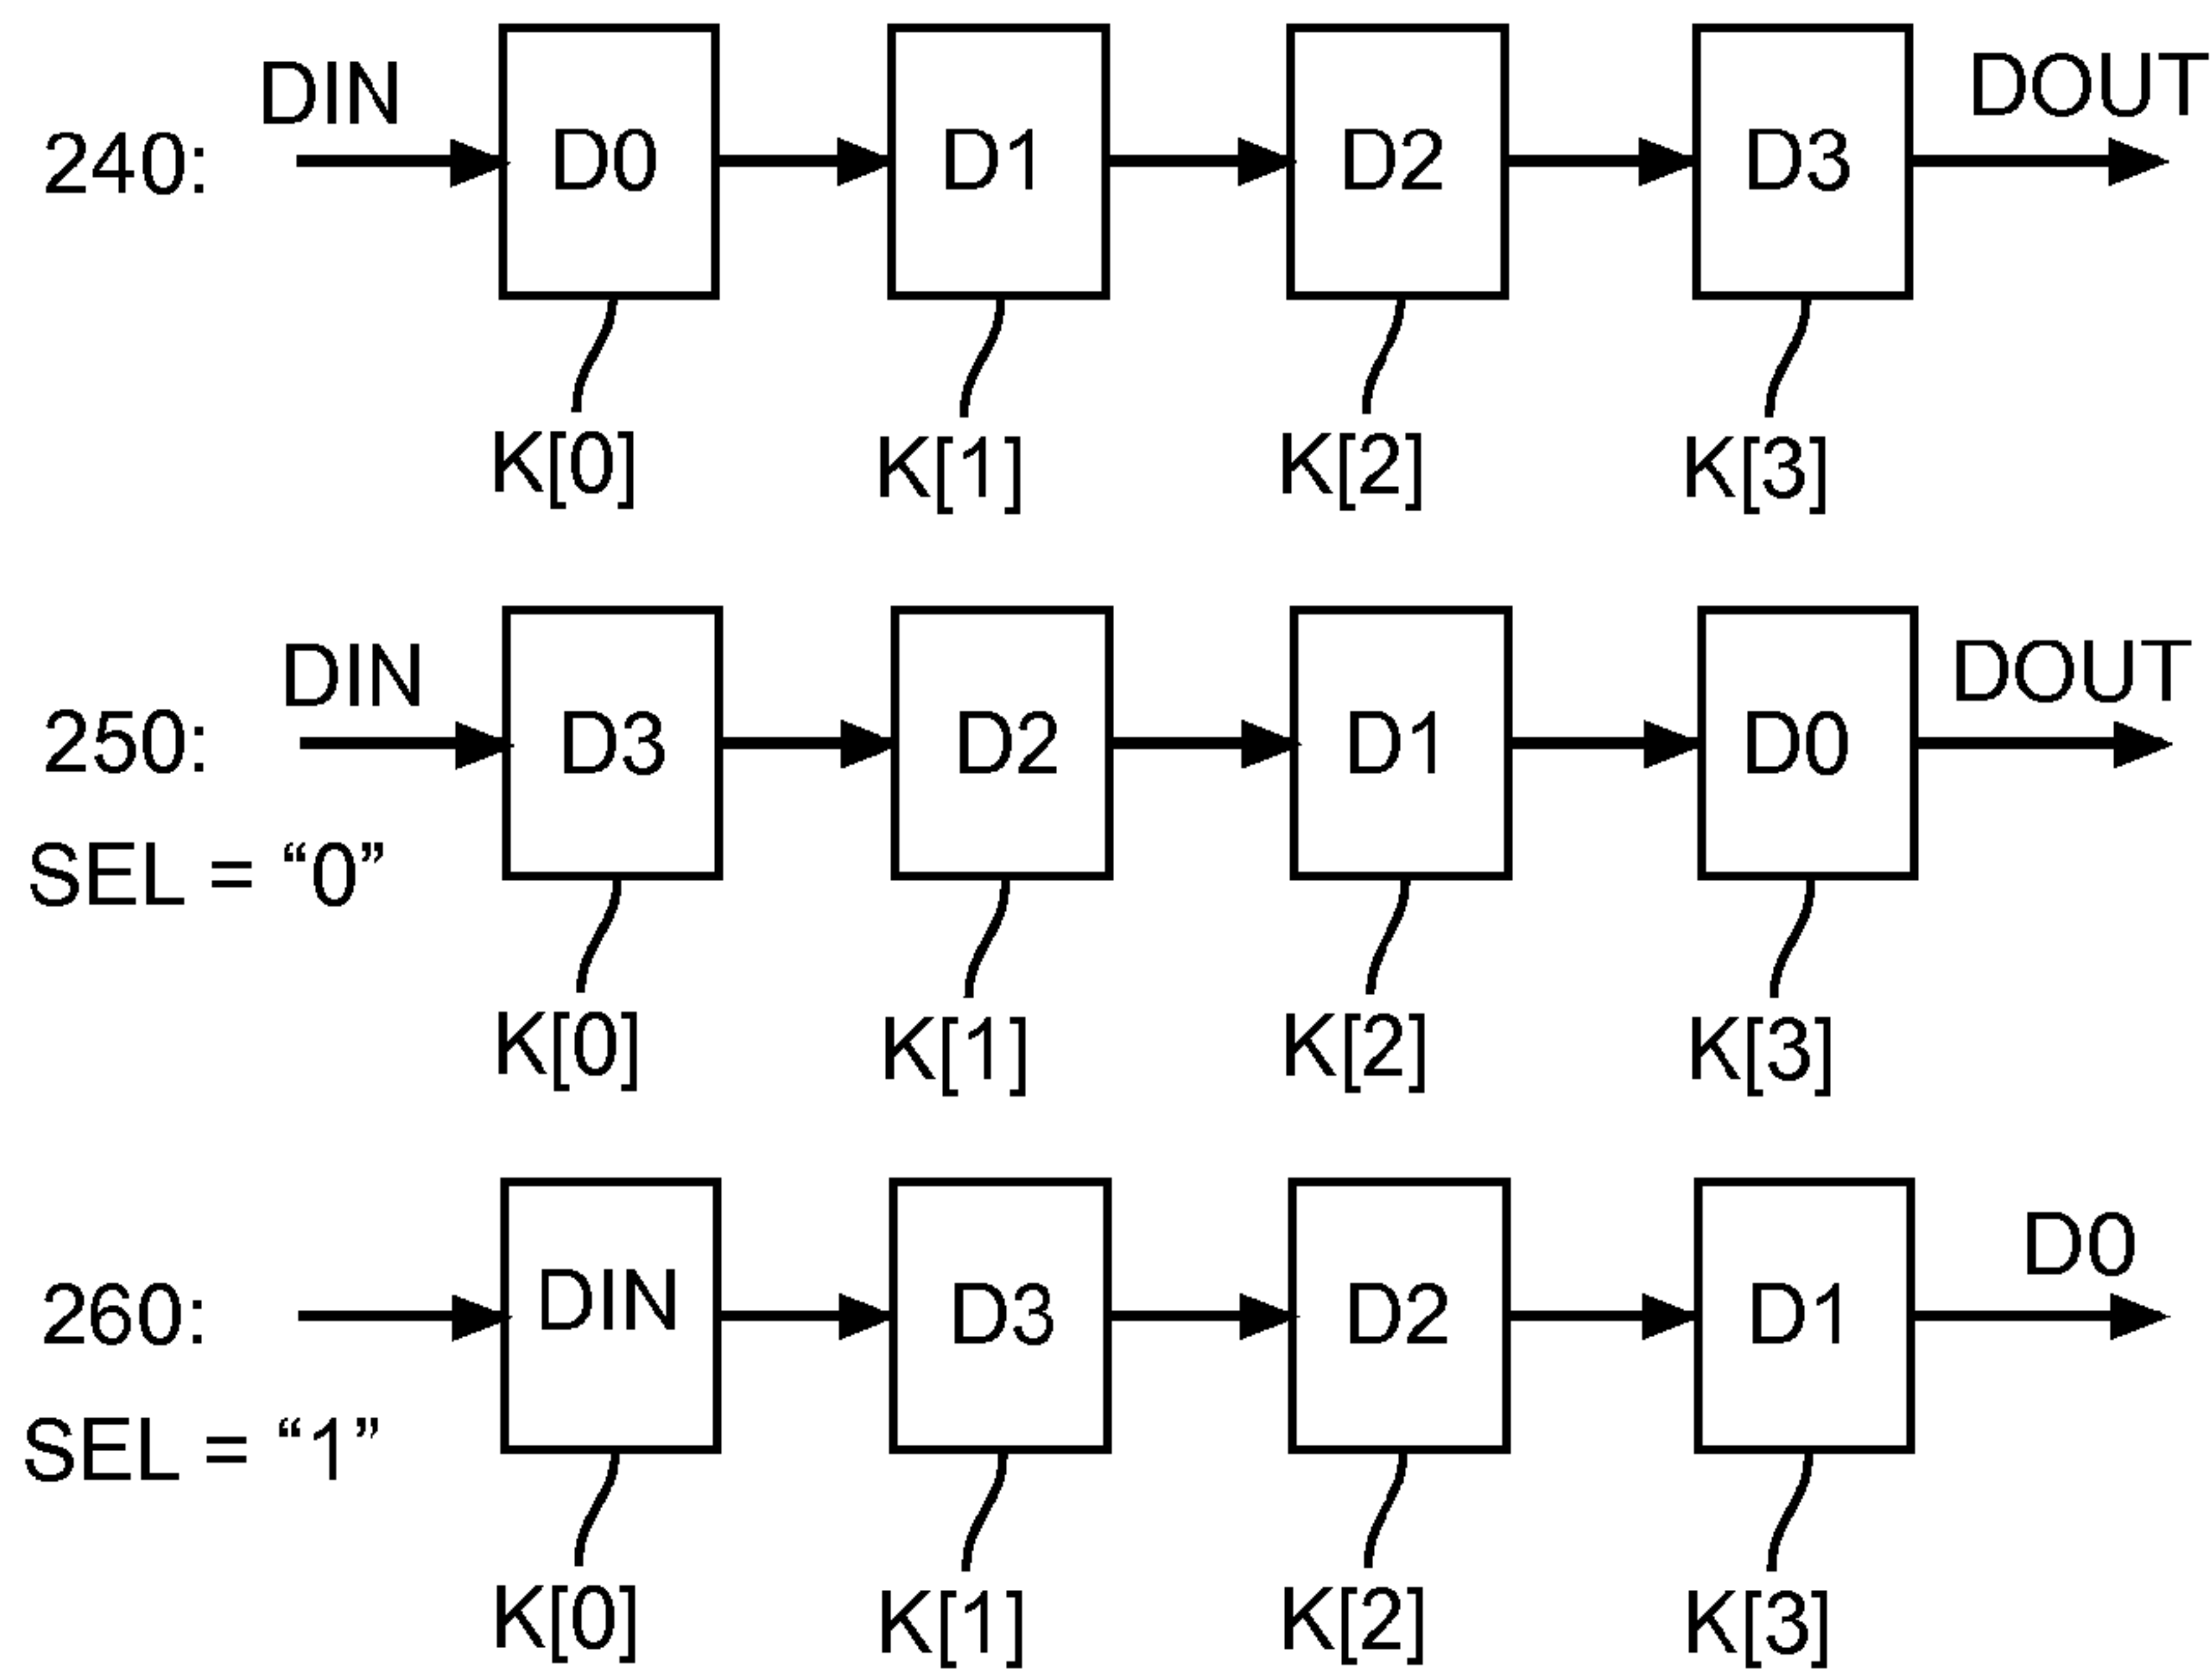 DIN DOUT
240: D0 D1 D2 D3
K[0] K[1] K[2] K[3]
DIN DOUT
250: D3 D2 D1 D0
SEL = “0”
K[0] K[1] K[2] K[3]
D0
260: DIN D3 D2 D1
SEL = “1”
K[0] K[1] K[2] K[3]